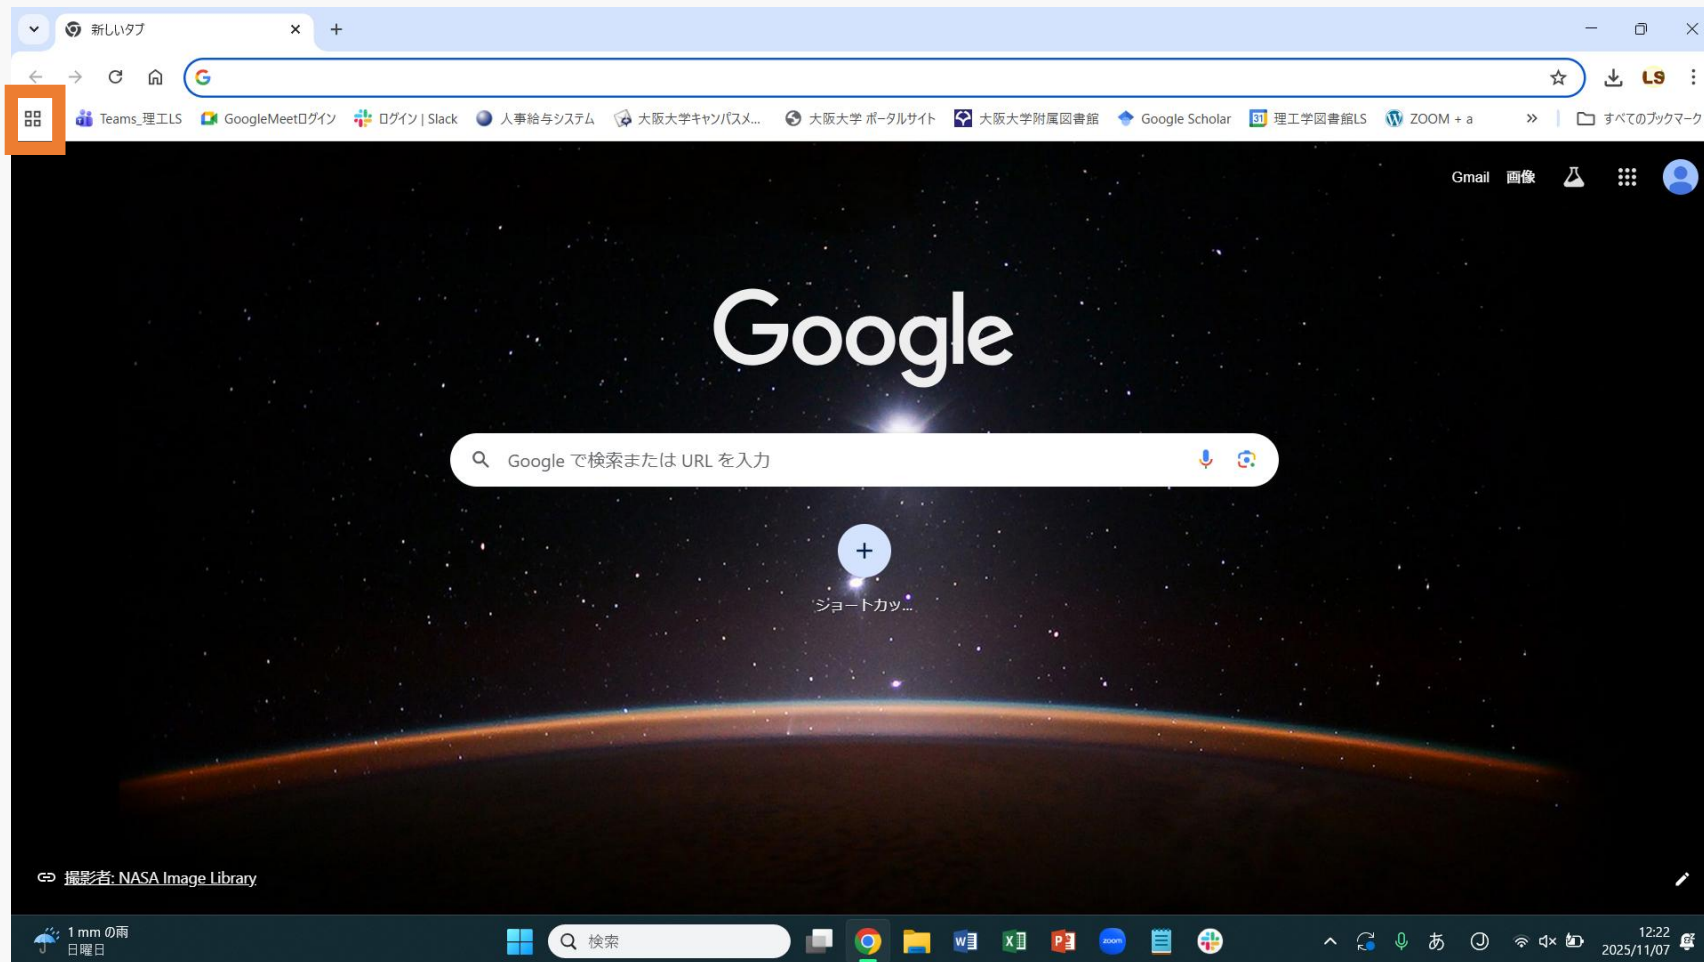 新しいタブ
Teams_理工LS GoogleMeetログイン ログイン | Slack 人事給与システム 大阪大学キャンパスメ... 大阪大学 ポータルサイト 大阪大学附属図書館 Google Scholar 31 理工学図書館LS ZOOM + a » すべてのブックマーク
LS
Gmail 画像
Google
Google で検索または URL を入力
ショートカッ...
撮影者: NASA Image Library
1 mm の雨
日曜日
検索
zoom
あ
12:22
2025/11/07